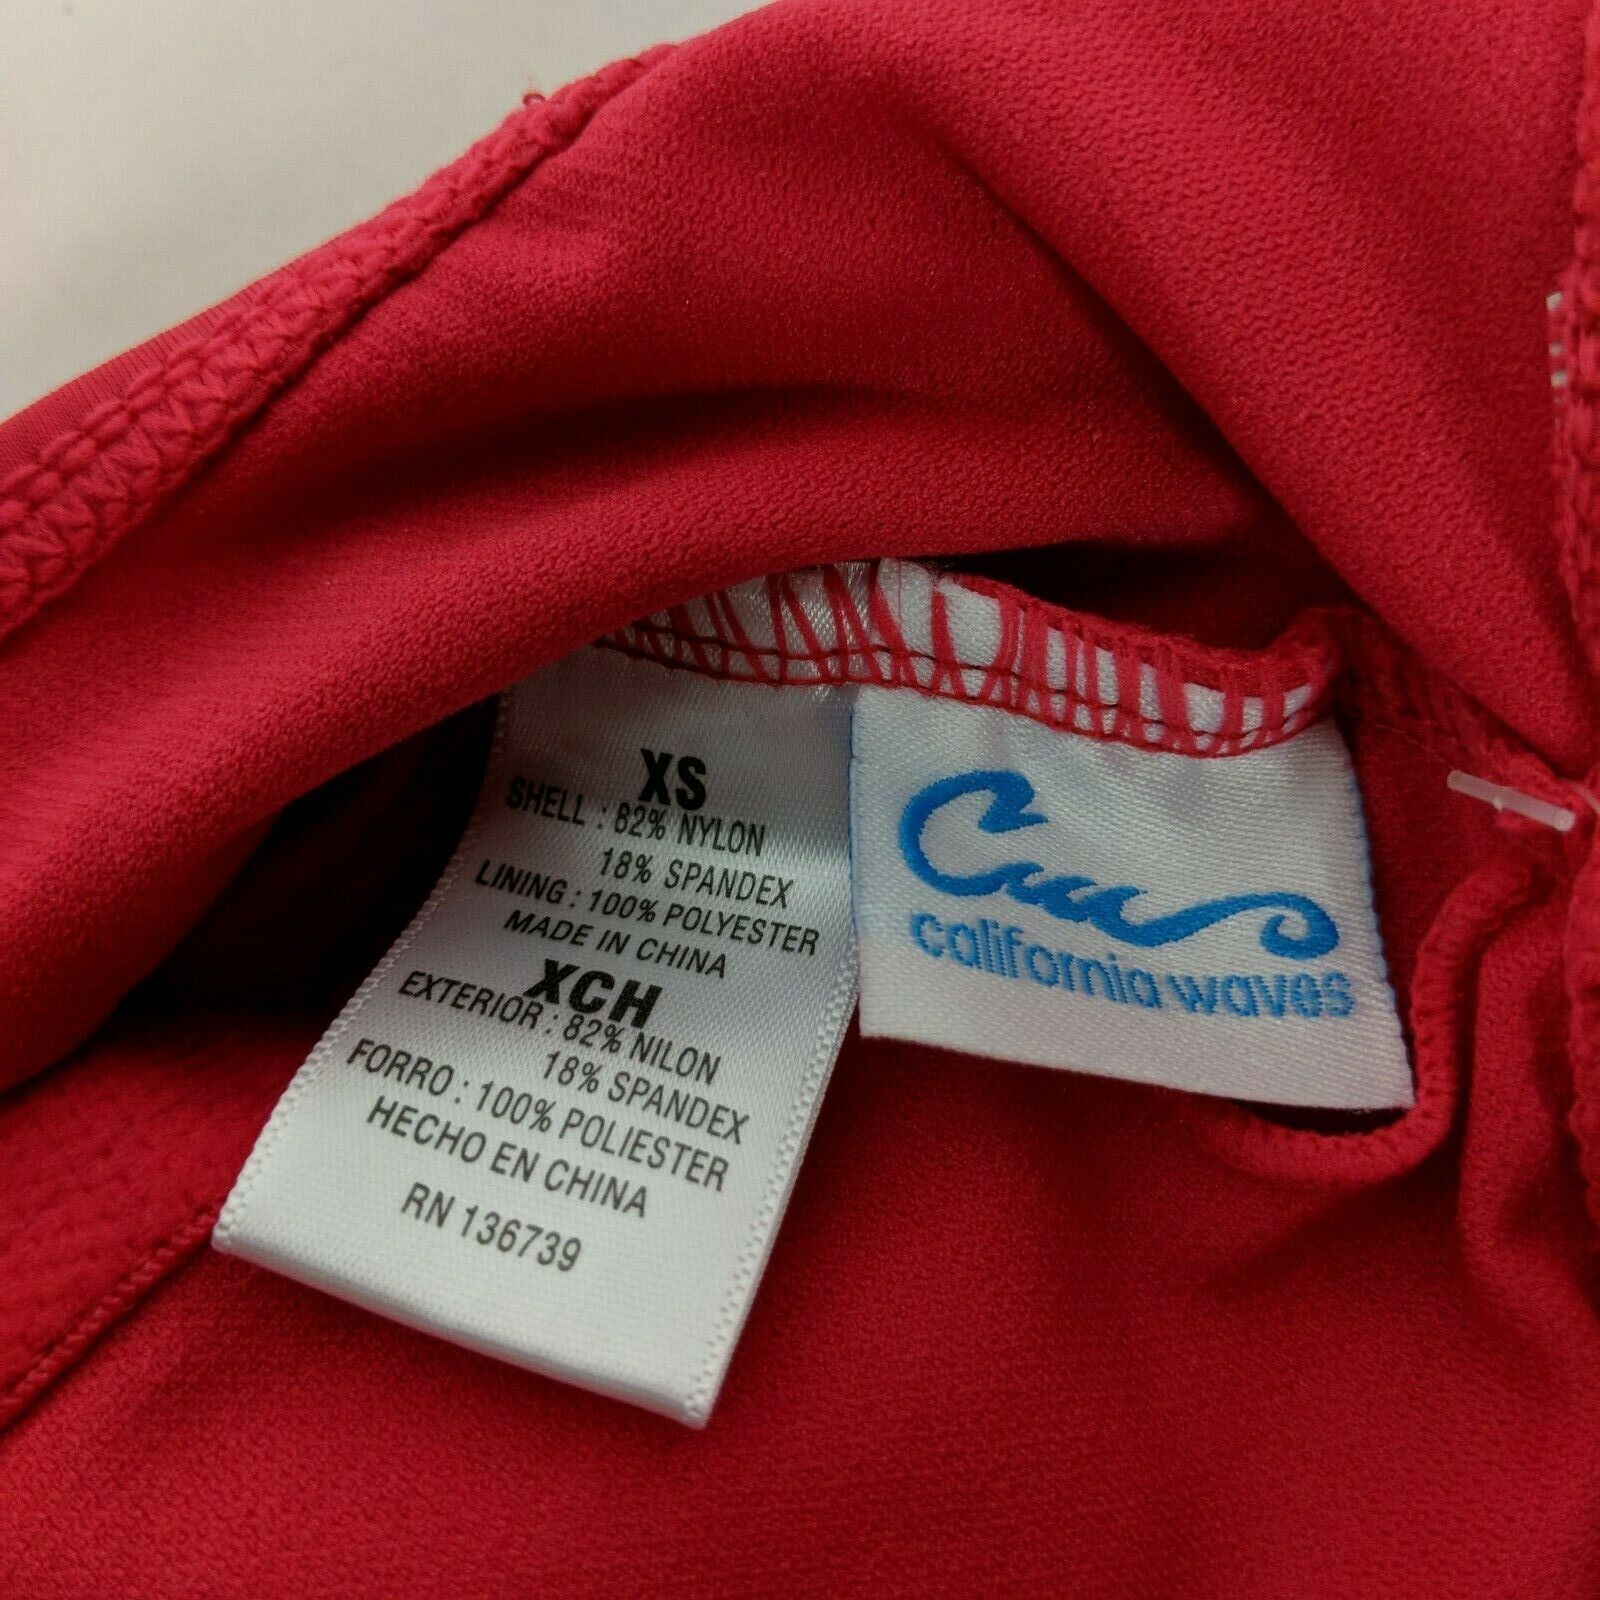 XS
SHELL : 82% NYLON
18% SPANDEX
LINING : 100% POLYESTER
MADE IN CHINA
XCH
EXTERIOR : 82% NILON
18% SPANDEX
FORRO : 100% POLIESTER
HECHO EN CHINA
RN 136739
california waves